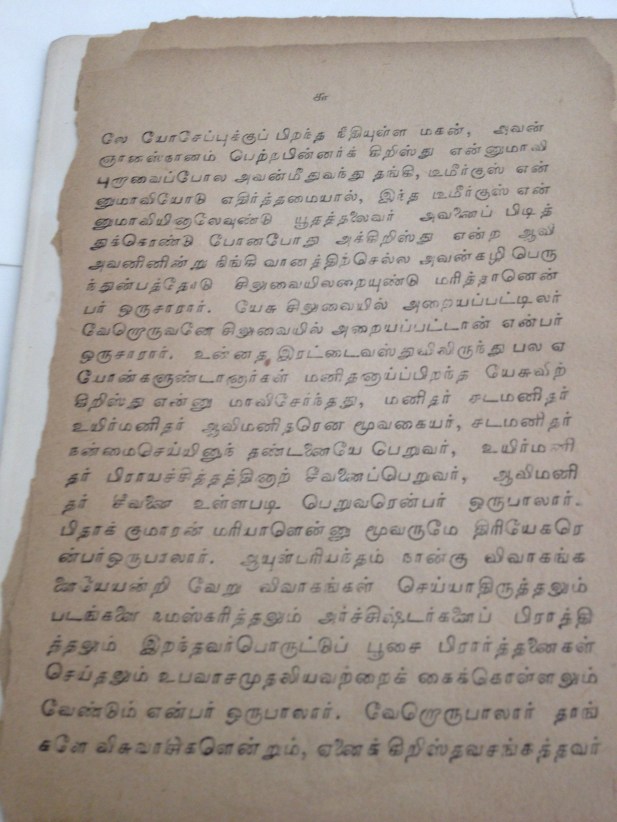 லே யோசேப்புக்குப் பிறந்த நீதியுள்ள மகன், அவன்
ஞானஸ்நானம் பெற்றபின்னர்க் கிறிஸ்து என்னுமாவி
புறாவைப்போல அவன்மீதுவந்து தங்கி, டிமீர்கூஸ் என்
னுமாவியோடு எதிர்த்தமையால், இந்த டிமீர்கூஸ் என்
னுமாவியினாலேவுண்டு யூதத்தலைவர் அவனைப் பிடித்
துக்கொண்டு போனபோது அக்கிறிஸ்து என்ற ஆவி
அவனினின்று நீங்கி வானத்திற்செல்ல அவன்கழி பெருந்
துன்பத்தோடு சிலுவையிலறையுண்டு மரித்தானென்
பர் ஒருசாரார். யேசு சிலுவையில் அறையப்பட்டிலர்
வேறொருவனே சிலுவையில் அறையப்பட்டான் என்பர்
ஒருசாரார். உன்னத இரட்டைவஸ்துவிலிருந்து பல ஏ
யோன்களுண்டானார்கள் மனிதனாய்ப்பிறந்த யேசுவிற்
கிறிஸ்து என்னு மாவிசேர்ந்தது, மனிதர் சடமனிதர்
உயிர்மனிதர் ஆவிமனிதரென மூவகையர், சடமனிதர்
நன்மைசெய்யினுந் தண்டனையே பெறுவர், உயிர்மனி
தர் பிராயச்சித்தத்தினாற் சீவனைப்பெறுவர், ஆவிமனி
தர் சீவனை உள்ளபடி பெறுவரென்பர் ஒருபாலார்.
பிதாக் குமாரன் மரியாளென்னு மூவருமே திரியேகரெ
ன்பர்ஒருபாலார். ஆயுள்பரியந்தம் நான்கு விவாகங்க
ளையேயன்றி வேறு விவாகங்கள் செய்யாதிருத்தலும்
படங்களை நமஸ்கரித்தலும் அர்ச்சிஷ்டர்களைப் பிராத்தி
த்தலும் இறந்தவர்பொருட்டுப் பூசை பிரார்த்தனைகள்
செய்தலும் உபவாசமுதலியவற்றைக் கைக்கொள்ளலும்
வேண்டும் என்பர் ஒருபாலார். வேறொருபாலார் தாங்
களே விசுவாசிகளென்றும், ஏனைக் கிறிஸ்தவசங்கத்தவர்